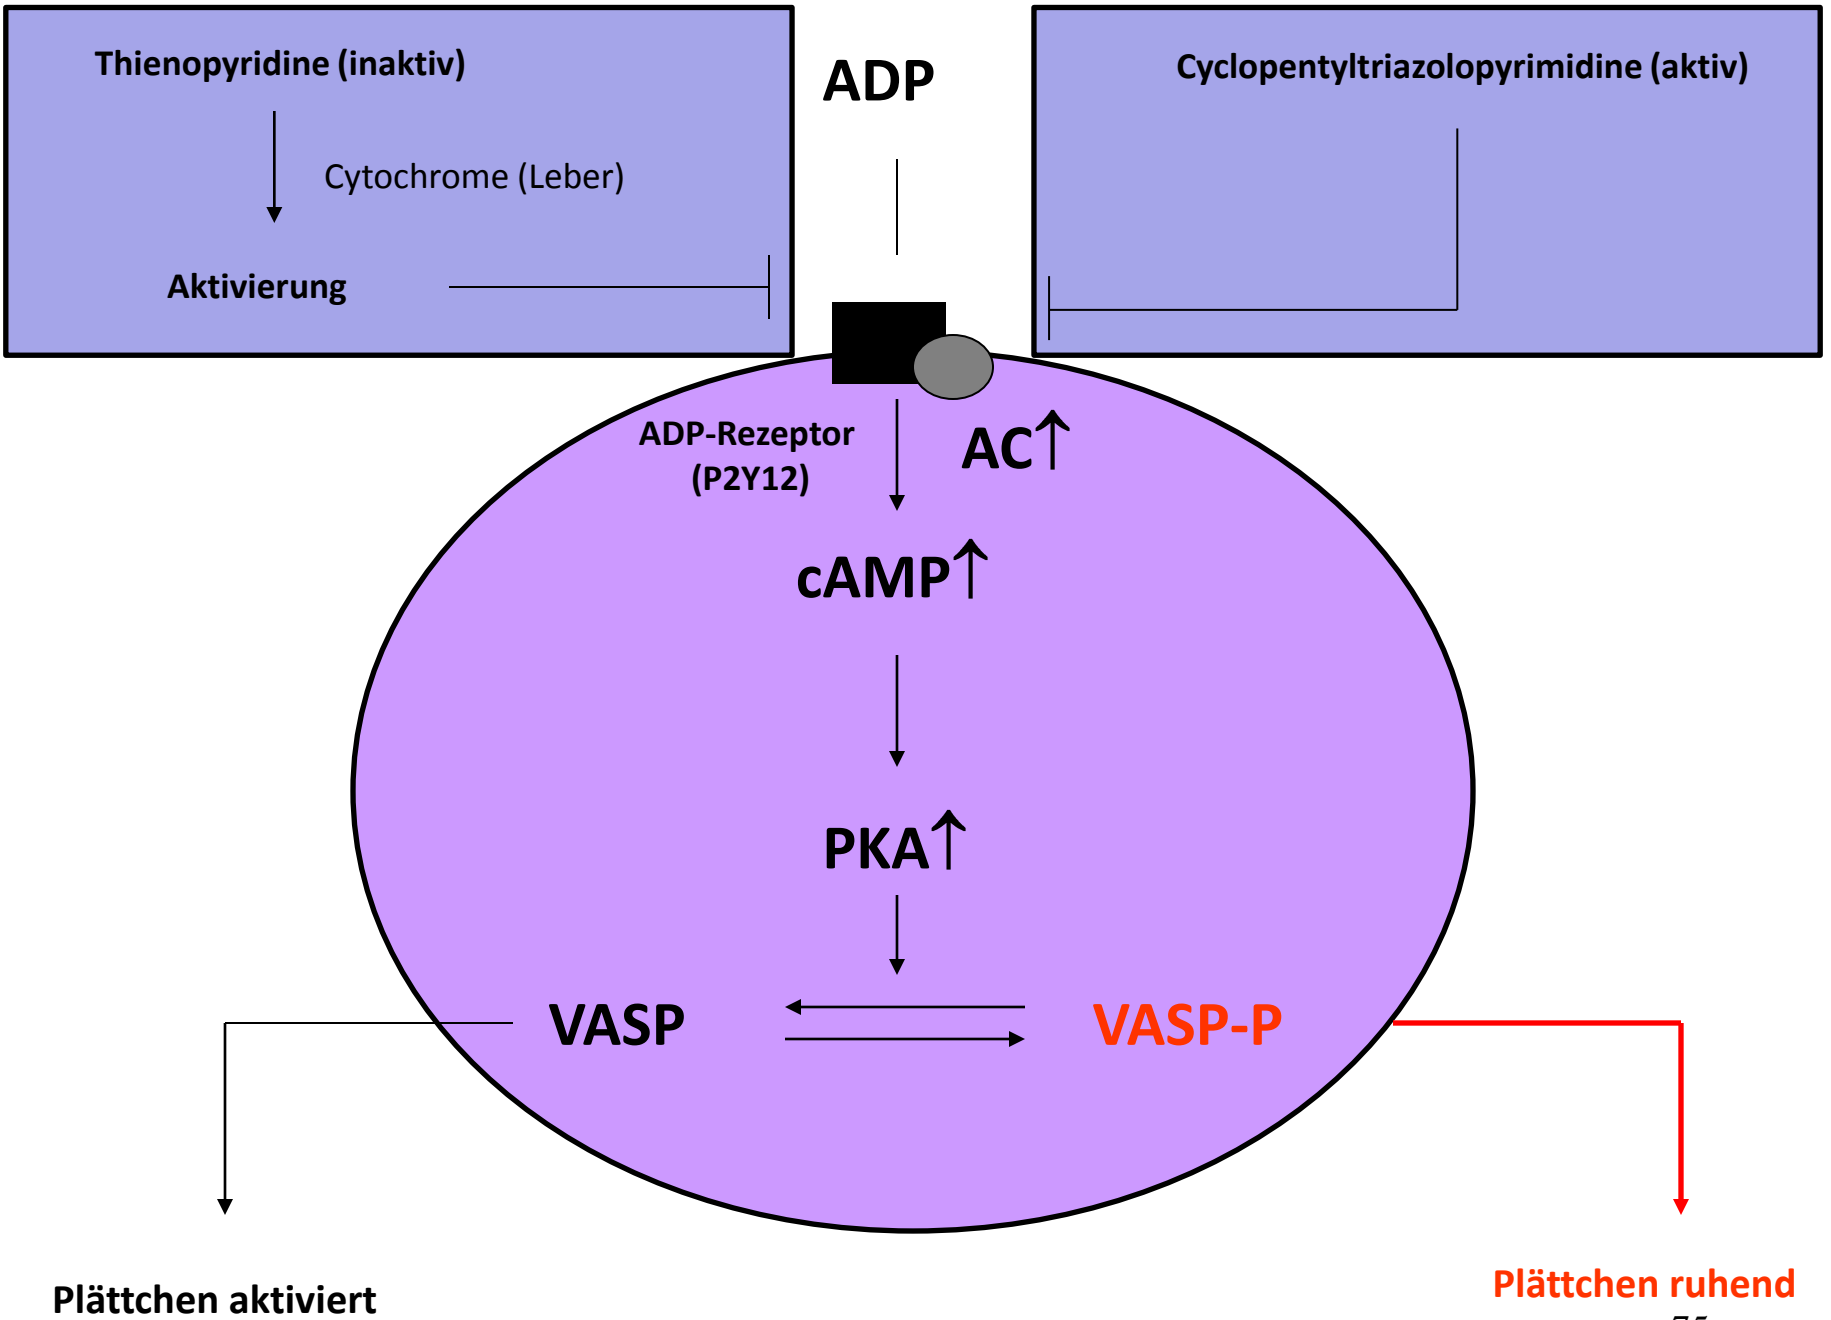 Thienopyridine (inaktiv)
ADP
Cyclopentyltriazolopyrimidine (aktiv)
Cytochrome (Leber)
Aktivierung
ADP-Rezeptor
(P2Y12)
AC↑
cAMP↑
PKA↑
VASP
VASP-P
Plättchen aktiviert
Plättchen ruhend